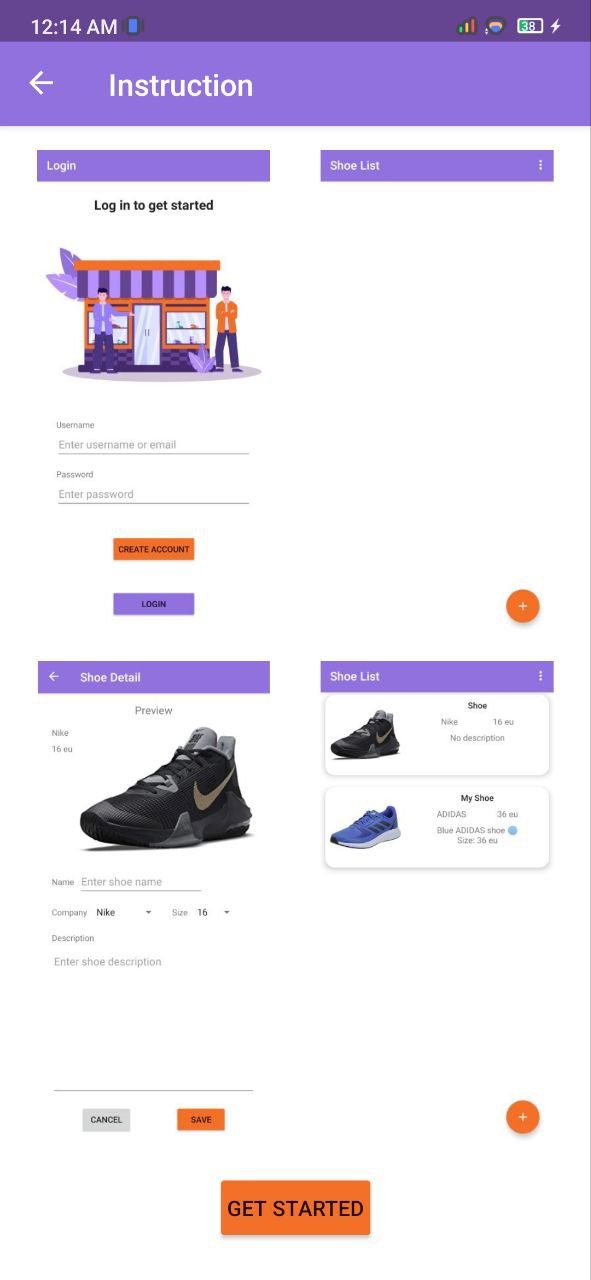 12:14 AM
38
Instruction
Login
Log in to get started
Username
Enter username or email
Password
Enter password
CREATE ACCOUNT
LOGIN
Shoe List
+
Shoe Detail
Preview
Nike
16 eu
Name Enter shoe name
Company Nike Size 16
Description
Enter shoe description
CANCEL SAVE
Shoe List
Shoe
Nike 16 eu
No description
My Shoe
ADIDAS 36 eu
Blue ADIDAS shoe 🔵
Size: 36 eu
+
GET STARTED